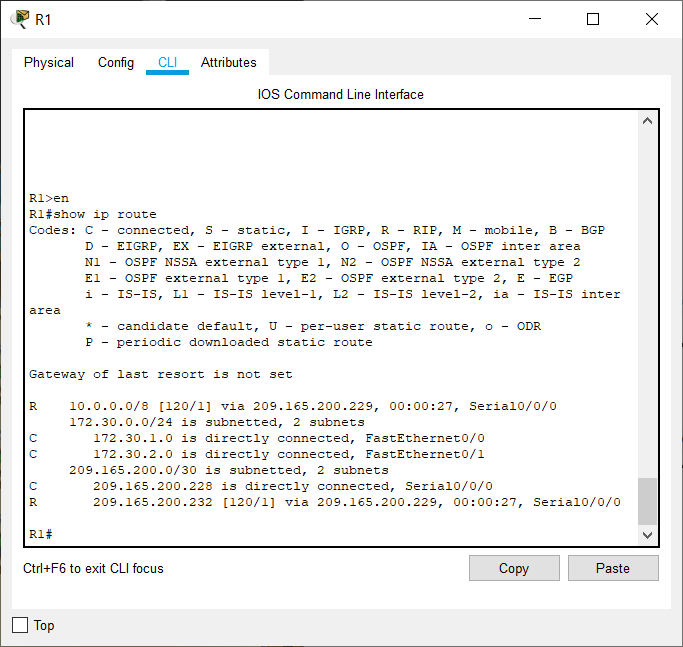 R1
Physical Config CLI Attributes
IOS Command Line Interface
R1>en
R1#show ip route
Codes: C - connected, S - static, I - IGRP, R - RIP, M - mobile, B - BGP
       D - EIGRP, EX - EIGRP external, O - OSPF, IA - OSPF inter area
       N1 - OSPF NSSA external type 1, N2 - OSPF NSSA external type 2
       E1 - OSPF external type 1, E2 - OSPF external type 2, E - EGP
       i - IS-IS, L1 - IS-IS level-1, L2 - IS-IS level-2, ia - IS-IS inter
area
       * - candidate default, U - per-user static route, o - ODR
       P - periodic downloaded static route
Gateway of last resort is not set
R    10.0.0.0/8 [120/1] via 209.165.200.229, 00:00:27, Serial0/0/0
     172.30.0.0/24 is subnetted, 2 subnets
C       172.30.1.0 is directly connected, FastEthernet0/0
C       172.30.2.0 is directly connected, FastEthernet0/1
     209.165.200.0/30 is subnetted, 2 subnets
C       209.165.200.228 is directly connected, Serial0/0/0
R       209.165.200.232 [120/1] via 209.165.200.229, 00:00:27, Serial0/0/0
R1#
Ctrl+F6 to exit CLI focus
Copy Paste
Top